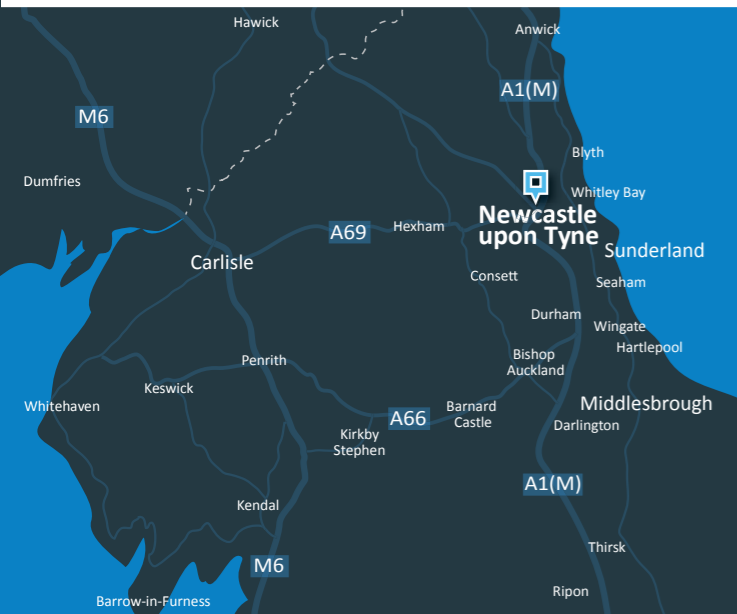 Hawick
Anwick
A1(M)
M6
Blyth
Dumfries
Whitley Bay
Newcastle
upon Tyne
A69
Hexham
Sunderland
Carlisle
Consett
Seaham
Durham
Wingate
Hartlepool
Bishop
Auckland
Penrith
Keswick
Whitehaven
Barnard
Castle
Middlesbrough
A66
Darlington
Kirkby
Stephen
A1(M)
Kendal
Thirsk
M6
Ripon
Barrow-in-Furness